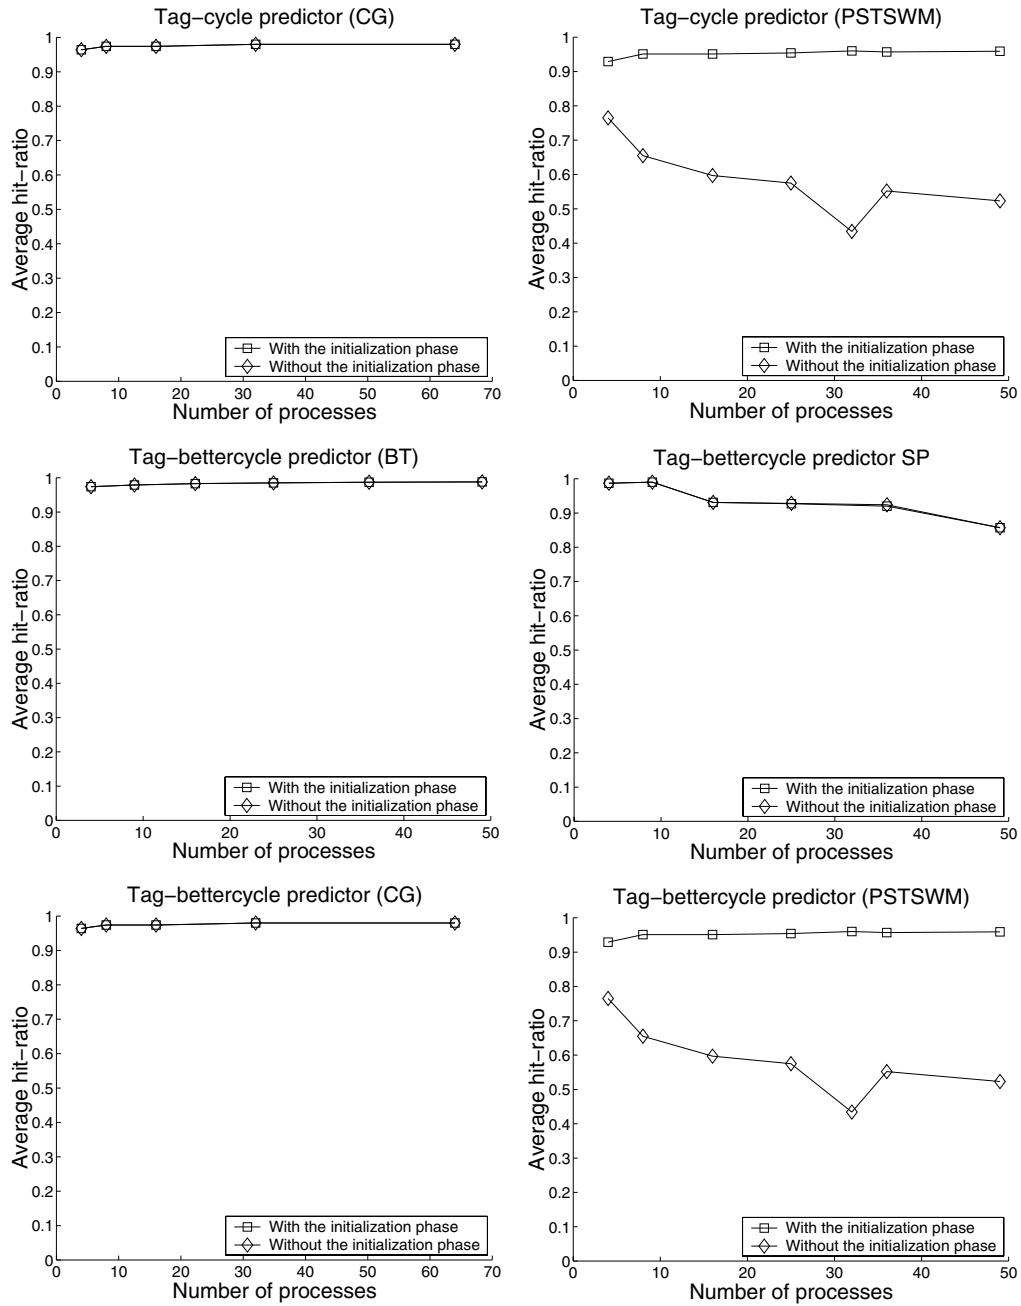 Tag-cycle predictor (CG)
1
0.9
0.8
0.7
0.6
0.5
0.4
0.3
0.2
0.1
0
Average hit-ratio
With the initialization phase
Without the initialization phase
0 10 20 30 40 50 60 70
Number of processes
Tag-cycle predictor (PSTSWM)
1
0.9
0.8
0.7
0.6
0.5
0.4
0.3
0.2
0.1
0
Average hit-ratio
With the initialization phase
Without the initialization phase
0 10 20 30 40 50
Number of processes
Tag-bettercycle predictor (BT)
1
0.9
0.8
0.7
0.6
0.5
0.4
0.3
0.2
0.1
0
Average hit-ratio
With the initialization phase
Without the initialization phase
0 10 20 30 40 50
Number of processes
Tag-bettercycle predictor SP
1
0.9
0.8
0.7
0.6
0.5
0.4
0.3
0.2
0.1
0
Average hit-ratio
With the initialization phase
Without the initialization phase
0 10 20 30 40 50
Number of processes
Tag-bettercycle predictor (CG)
1
0.9
0.8
0.7
0.6
0.5
0.4
0.3
0.2
0.1
0
Average hit-ratio
With the initialization phase
Without the initialization phase
0 10 20 30 40 50 60 70
Number of processes
Tag-bettercycle predictor (PSTSWM)
1
0.9
0.8
0.7
0.6
0.5
0.4
0.3
0.2
0.1
0
Average hit-ratio
With the initialization phase
Without the initialization phase
0 10 20 30 40 50
Number of processes